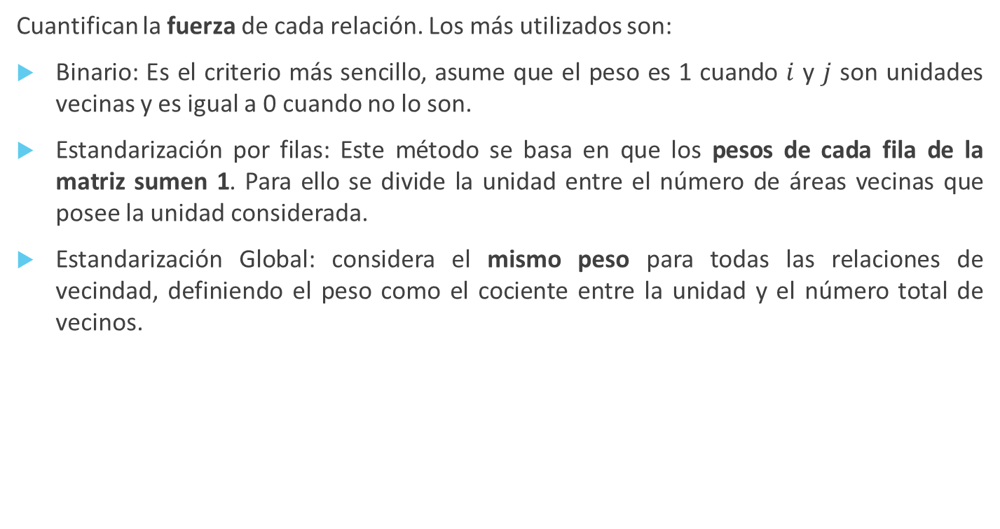 Cuantifican la fuerza de cada relación. Los más utilizados son:
Binario: Es el criterio más sencillo, asume que el peso es 1 cuando i y j son unidades
vecinas y es igual a 0 cuando no lo son.
Estandarización por filas: Este método se basa en que los pesos de cada fila de la
matriz sumen 1. Para ello se divide la unidad entre el número de áreas vecinas que
posee la unidad considerada.
Estandarización Global: considera el mismo peso para todas las relaciones de
vecindad, definiendo el peso como el cociente entre la unidad y el número total de
vecinos.